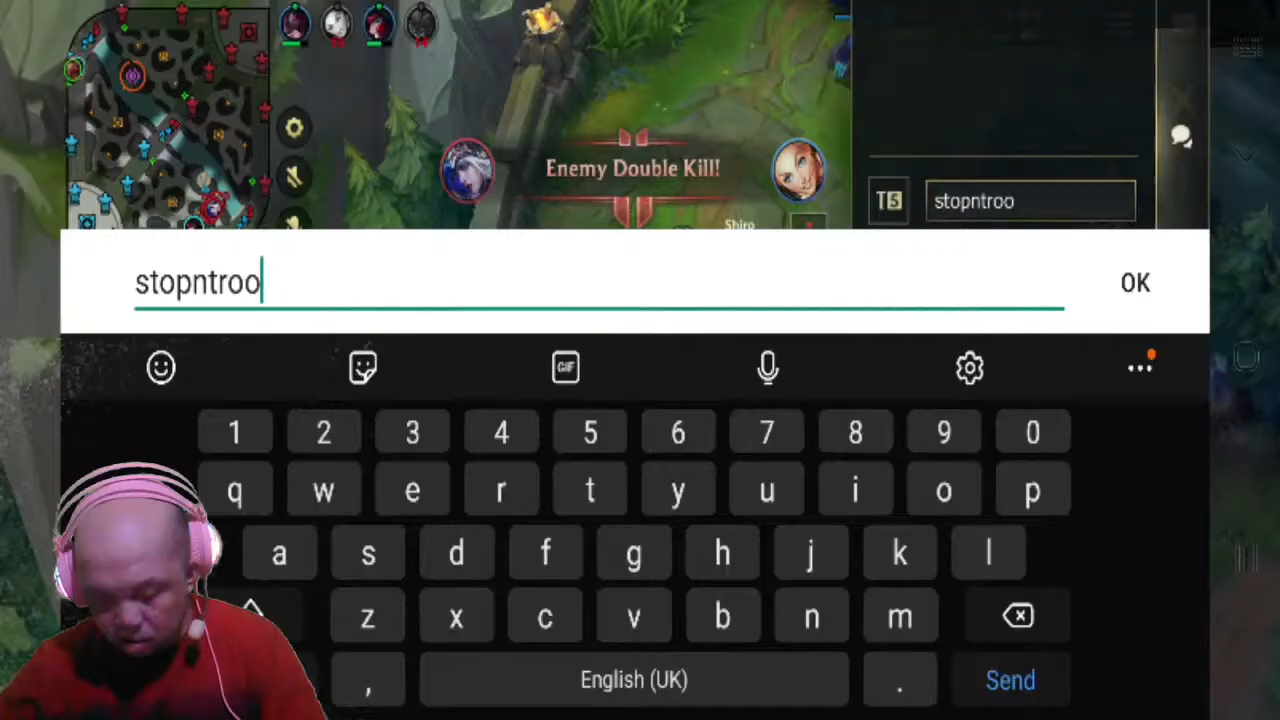 Enemy Double Kill!
Shiro
T5
stopntroo
stopntroo
OK
GIF
1 2 3 4 5 6 7 8 9 0
q w e r t y u i o p
a s d f g h j k l
z x c v b n m
, English (UK) . Send